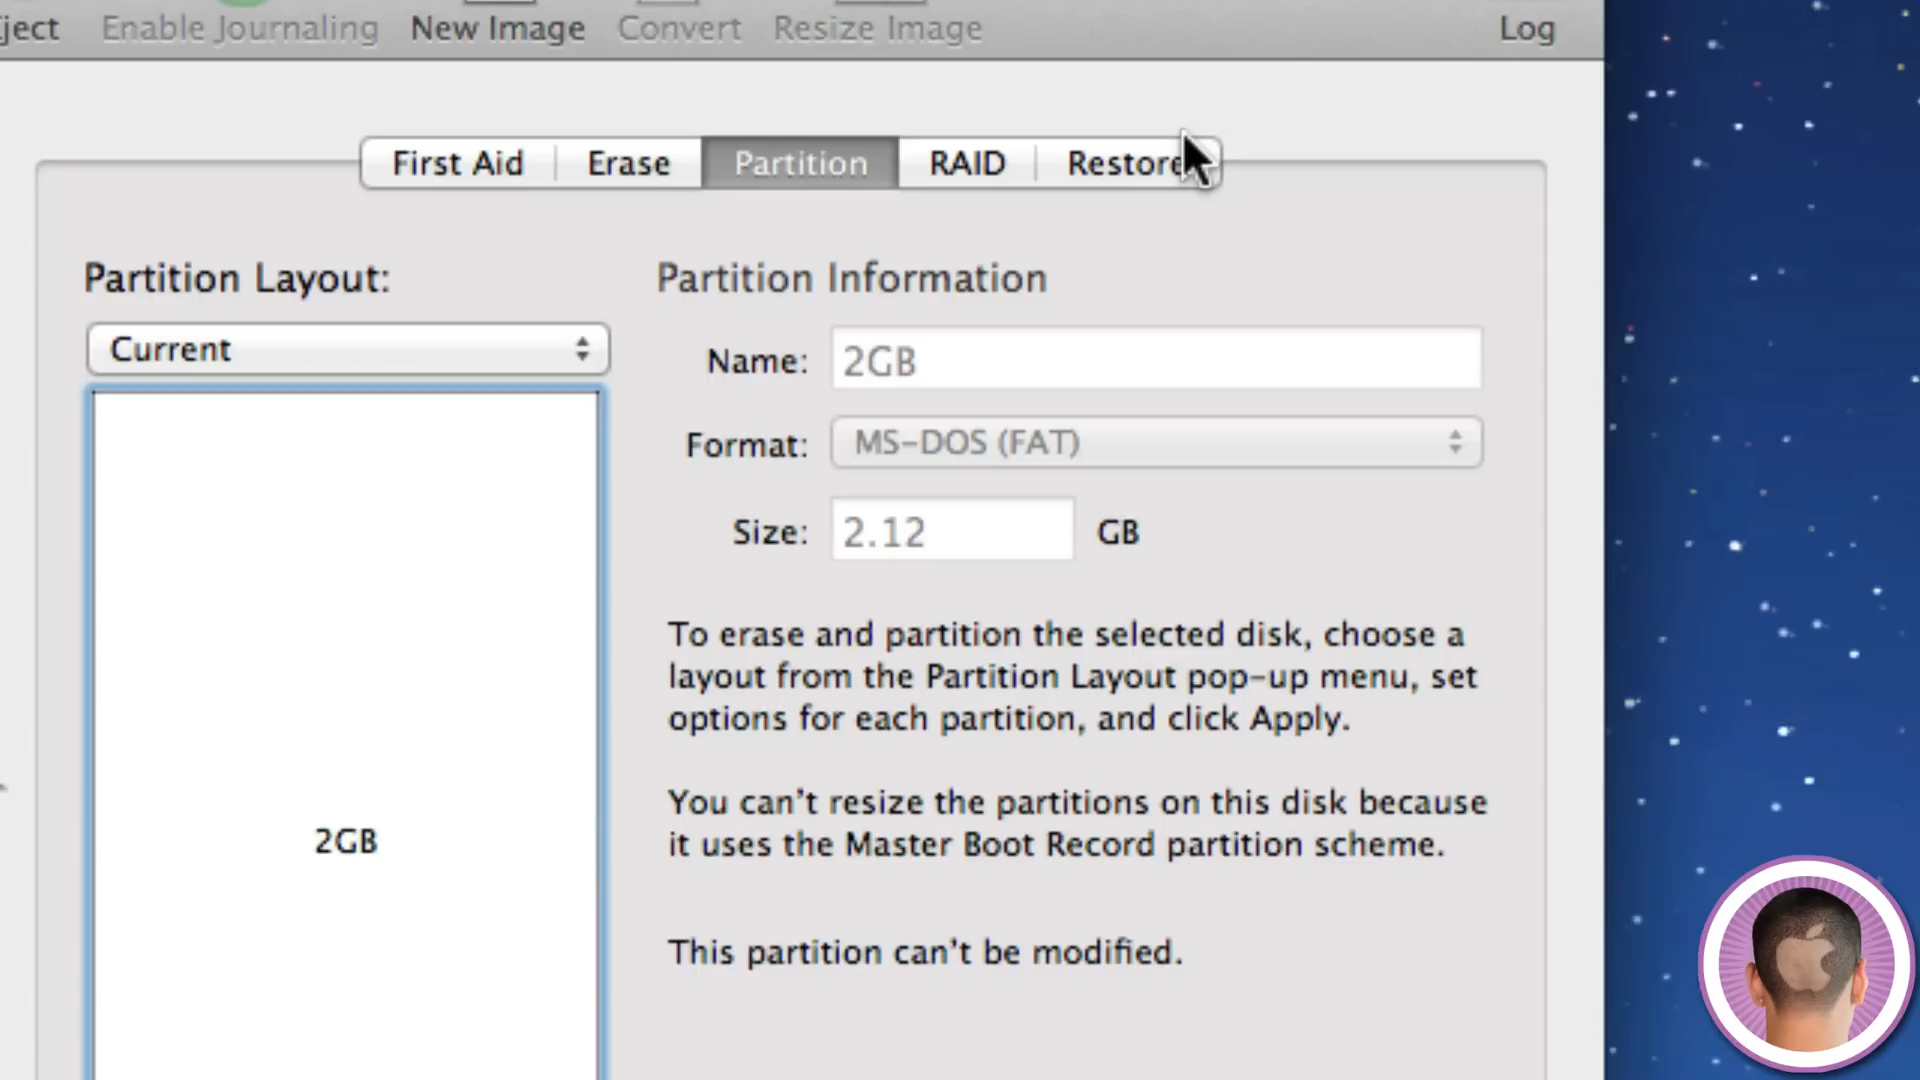 ject Enable Journaling New Image Convert Resize Image Log
First Aid Erase Partition RAID Restore
Partition Layout: Partition Information
Current
Name: 2GB
Format: MS-DOS (FAT)
Size: 2.12 GB
To erase and partition the selected disk, choose a
layout from the Partition Layout pop-up menu, set
options for each partition, and click Apply.
You can't resize the partitions on this disk because
it uses the Master Boot Record partition scheme.
2GB
This partition can't be modified.